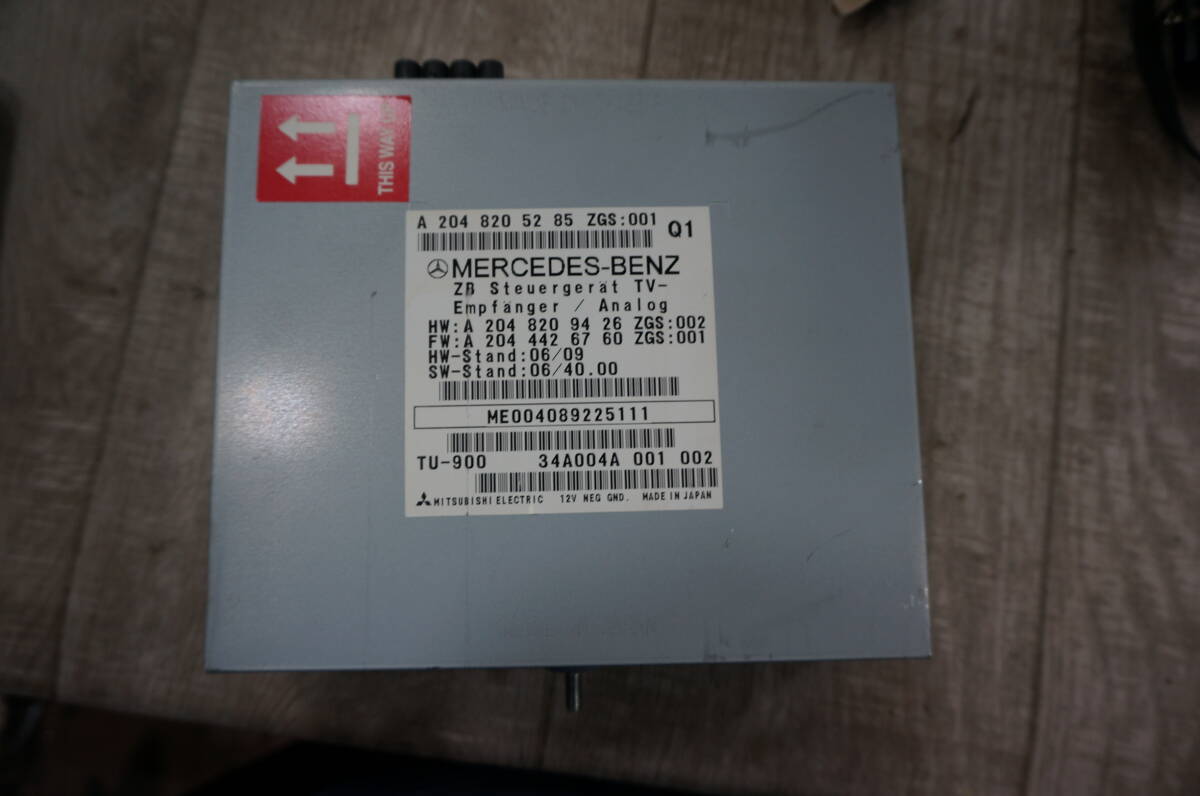 THIS WAY UP
A 204 820 52 85 ZGS:001
Q1
MERCEDES-BENZ
ZB Steuergerät TV-
Empfänger / Analog
HW:A 204 820 94 26 ZGS:002
FW:A 204 442 67 60 ZGS:001
HW-Stand:06/09
SW-Stand:06/40.00
ME004089225111
TU-900 34A004A 001 002
MITSUBISHI ELECTRIC 12V NEG GND. MADE IN JAPAN